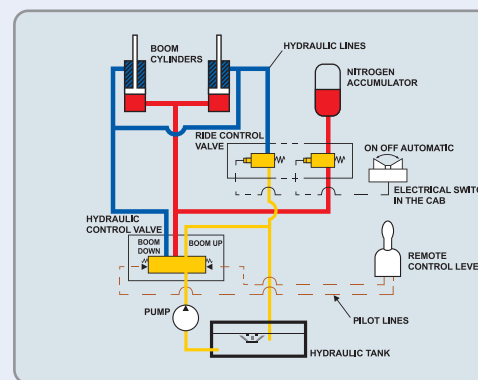 BOOM
CYLINDERS
HYDRAULIC LINES
NITROGEN
ACCUMULATOR
RIDE CONTROL
VALVE
ON OFF AUTOMATIC
ELECTRICAL SWITC
IN THE CAB
HYDRAULIC
CONTROL VALVE
BOOM
DOWN
BOOM UP
REMOTE
CONTROL LEVE
PUMP
PILOT LINES
HYDRAULIC TANK